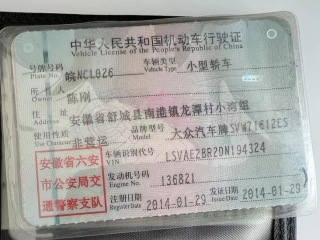 中华人民共和国机动车行驶证
Vehicle License of the People's Republic of China
号牌号码 皖NCL026 车辆类型 小型轿车
Plate No. Vehicle Type
所有人 陈刚
Owner
住址 安徽省舒城县南港镇龙潭村小湾组
Address
使用性质 非营运 品牌型号 大众汽车牌SVW71612ES
Use Character Model
安徽省六安
市公安局交
通警察支队
车辆识别代号 LSVAE2BR2DN194324
VIN
发动机号码 136821
Engine No.
注册日期 2014-01-29 发证日期 2014-01-29
Register Date Issue Date